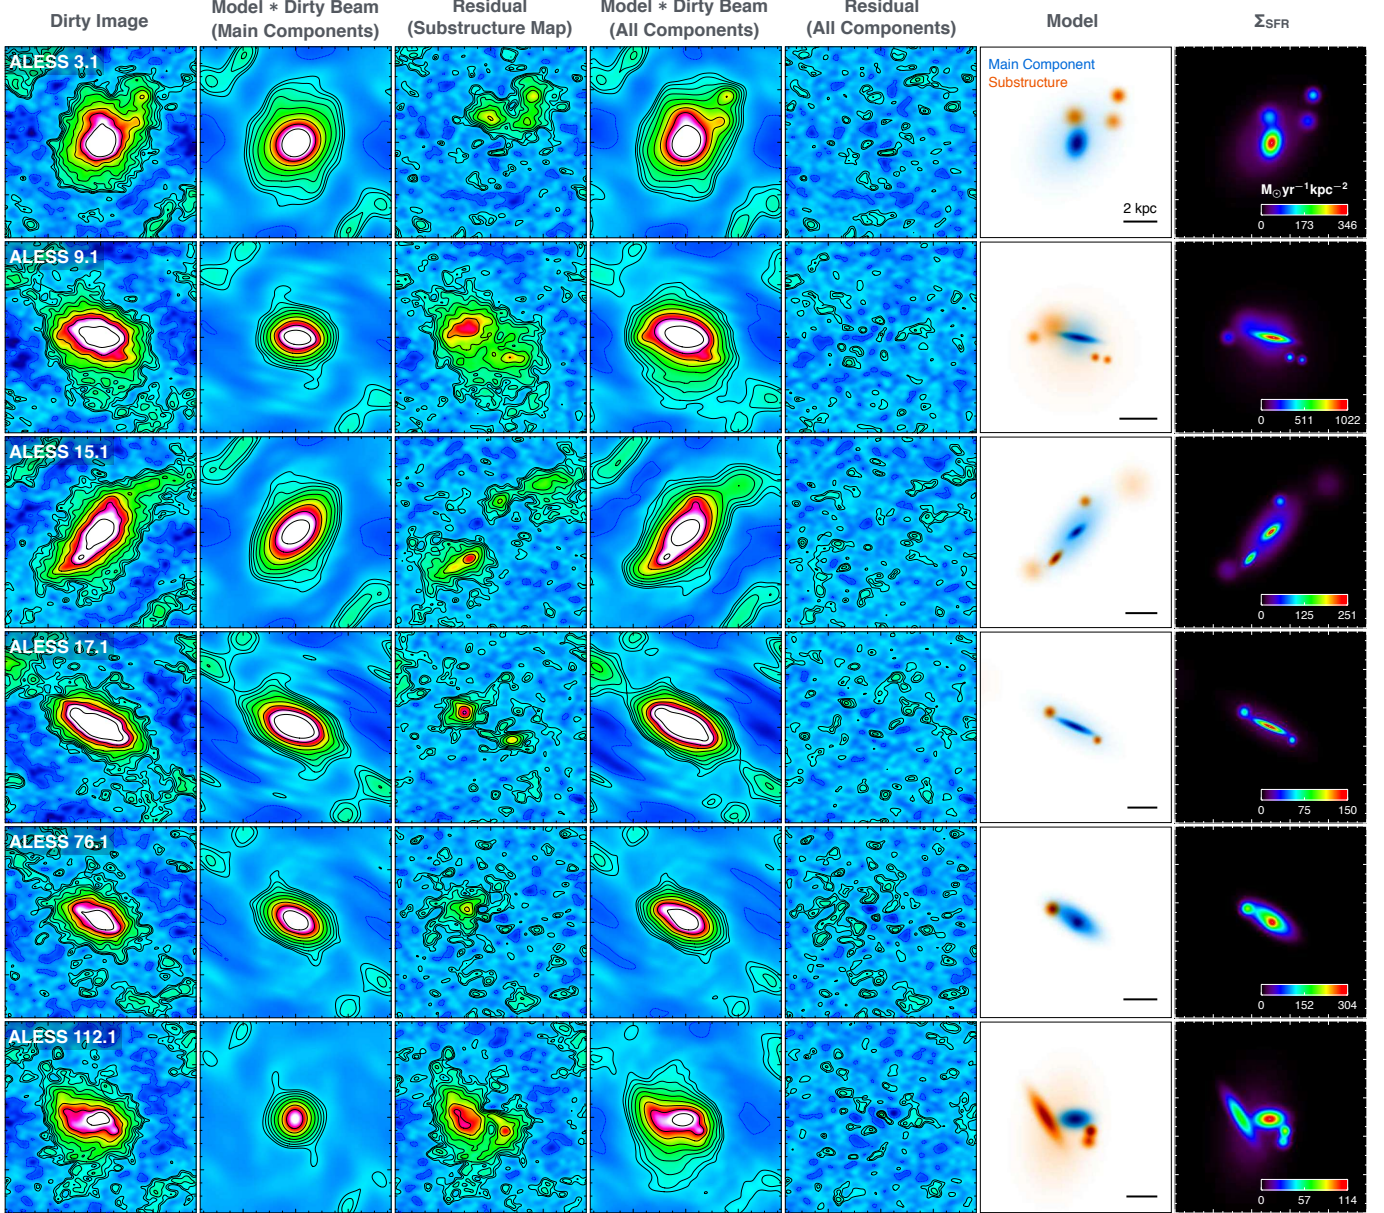 Dirty Image
Model * Dirty Beam
(Main Components)
Residual
(Substructure Map)
Model * Dirty Beam
(All Components)
Residual
(All Components)
Model
ΣSFR
ALESS 3.1
Main Component
Substructure
2 kpc
M⊙yr−1kpc−2
0 173 346
ALESS 9.1
0 511 1022
ALESS 15.1
0 125 251
ALESS 17.1
0 75 150
ALESS 76.1
0 152 304
ALESS 112.1
0 57 114